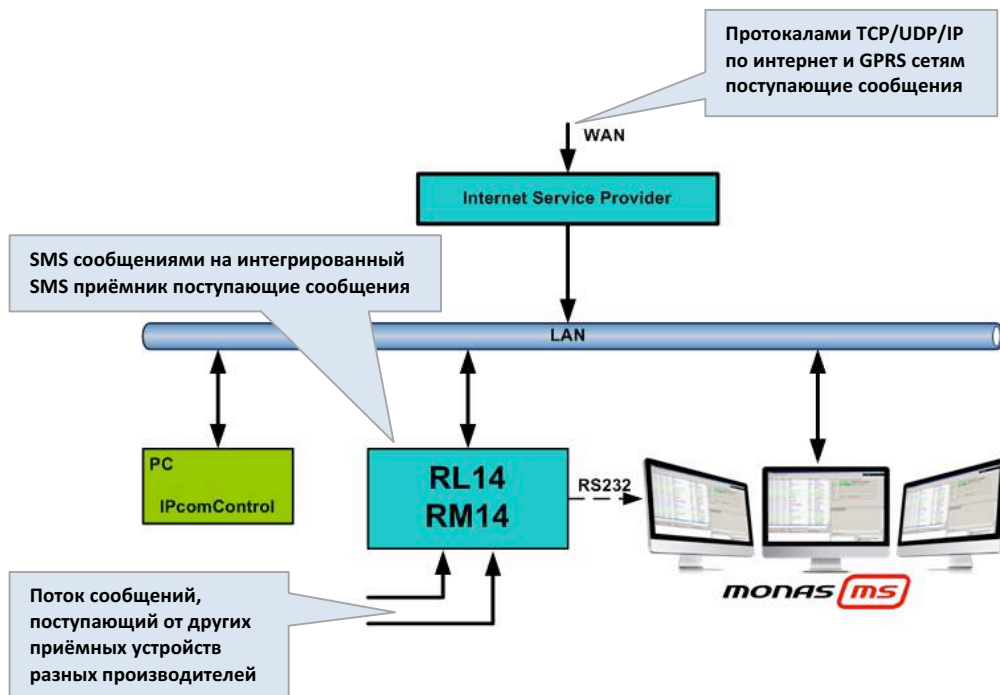 Протокалами TCP/UDP/IP
по интернет и GPRS сетям
поступающие сообщения
WAN
Internet Service Provider
SMS сообщениями на интегрированный
SMS приёмник поступающие сообщения
LAN
PC
IPcomControl
RL14
RM14
RS232
MONAS MS
Поток сообщений,
поступающий от других
приёмных устройств
разных производителей